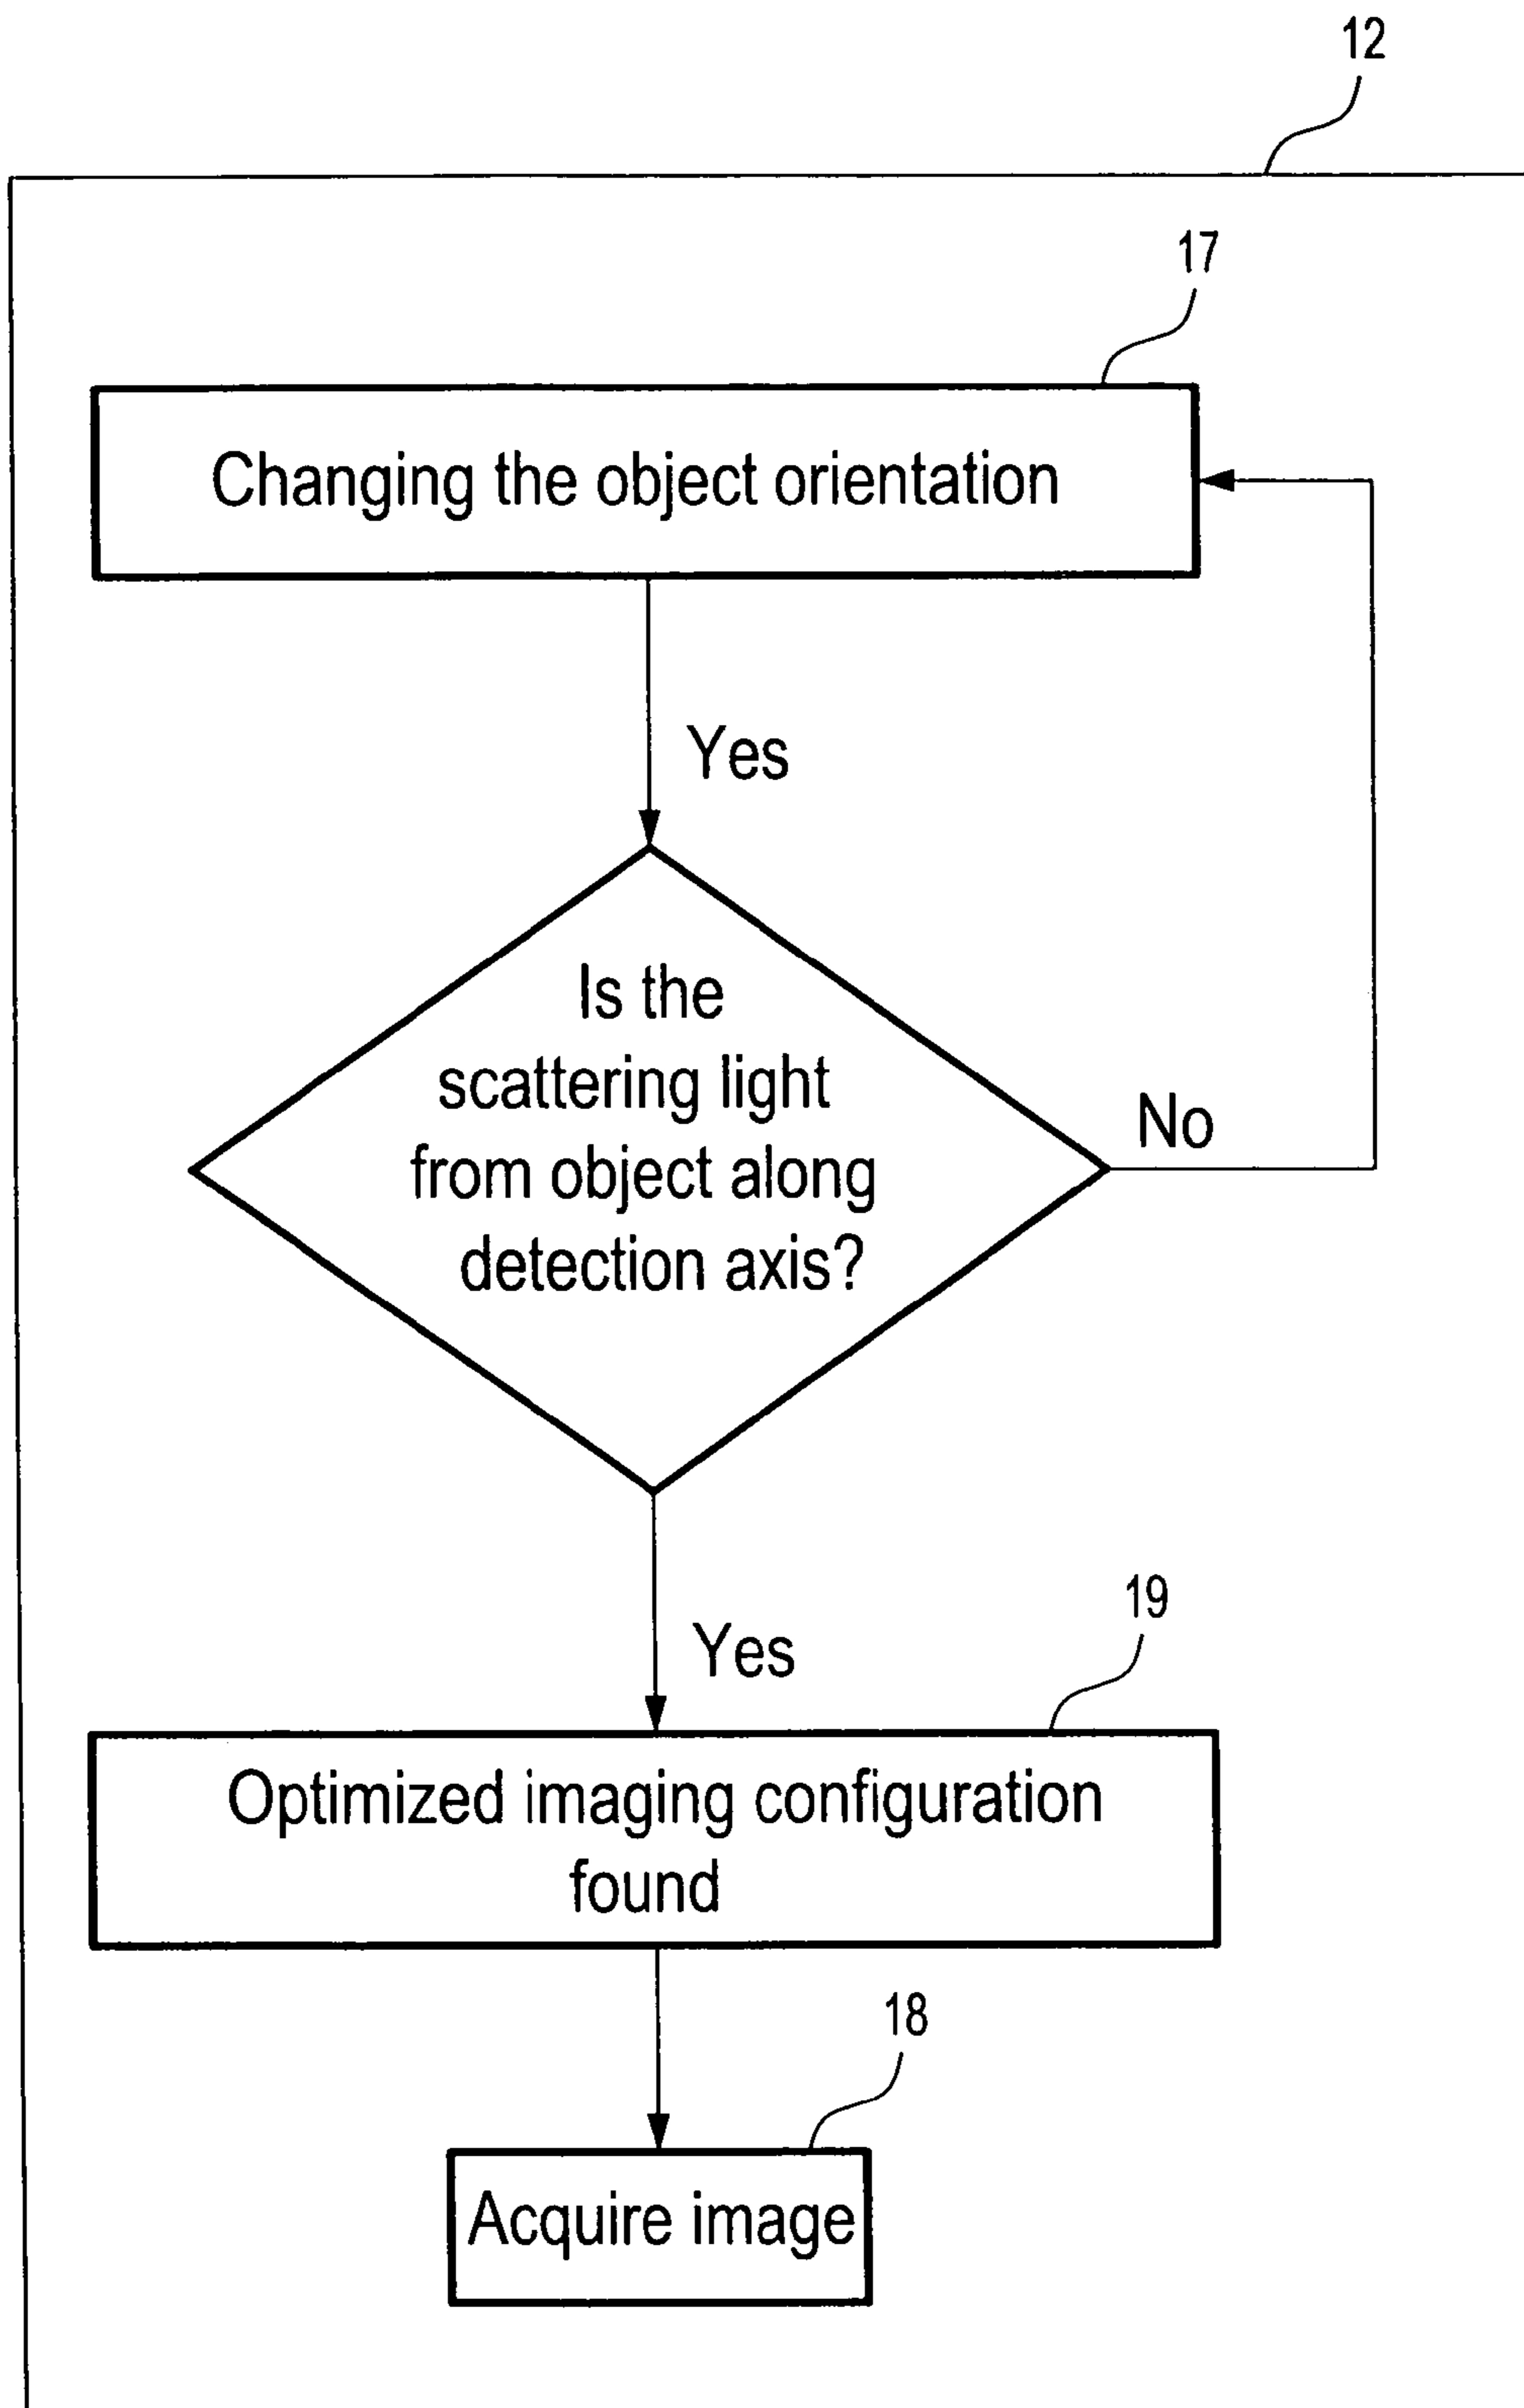 12
17
Changing the object orientation
Yes
Is the
scattering light
from object along
detection axis?
No
19
Yes
Optimized imaging configuration
found
18
Acquire image